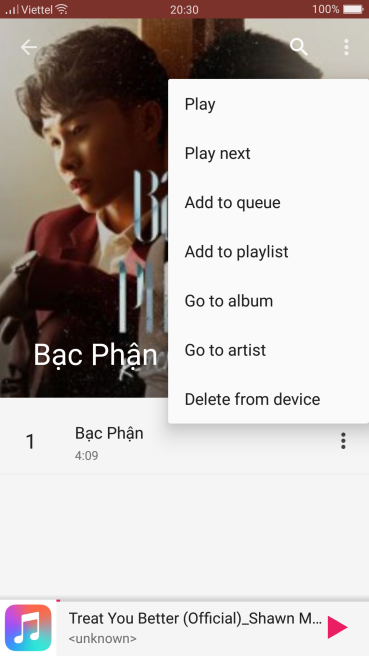 Viettel 20:30 100%
Play
Play next
Add to queue
Add to playlist
Go to album
Go to artist
Delete from device
Bạc Phận
1 Bạc Phận
4:09
Treat You Better (Official)_Shawn M...
<unknown>